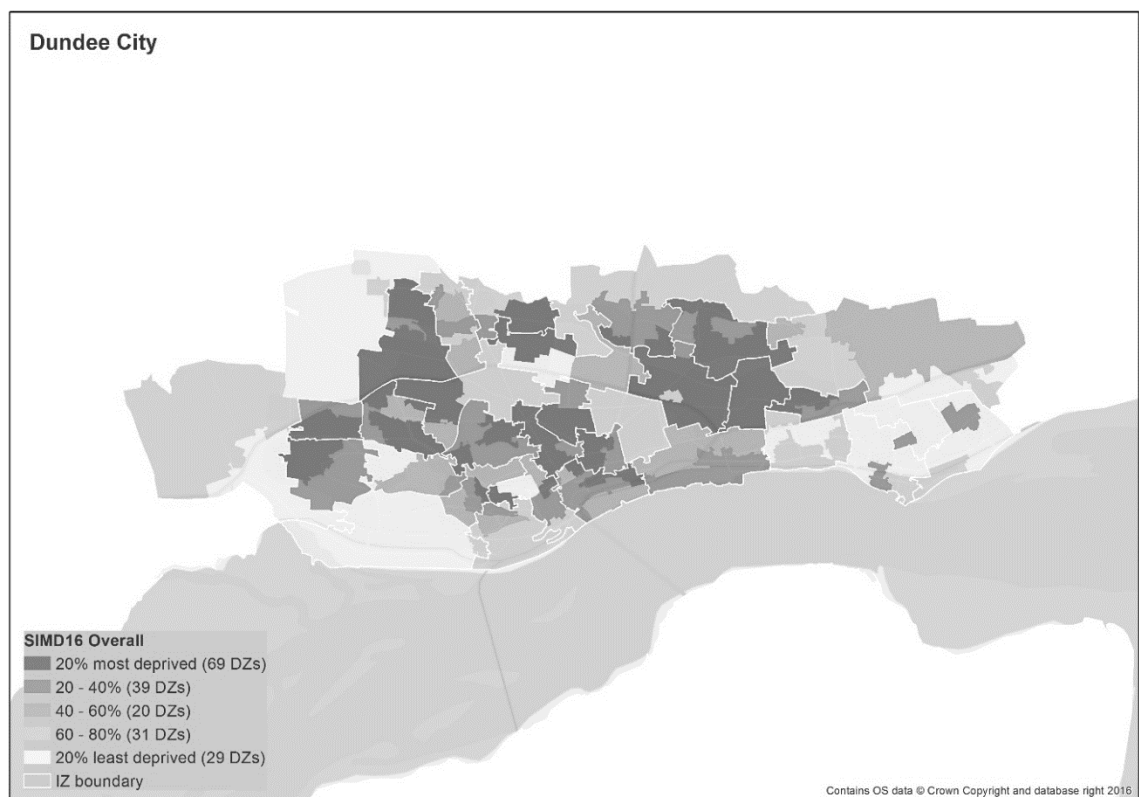 Dundee City
SIMD16 Overall
20% most deprived (69 DZs)
20 - 40% (39 DZs)
40 - 60% (20 DZs)
60 - 80% (31 DZs)
20% least deprived (29 DZs)
IZ boundary
Contains OS data © Crown Copyright and database right 2016